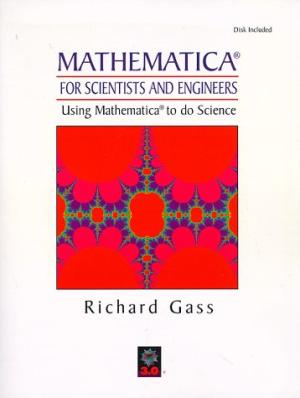 Disk Included
MATHEMATICA®
FOR SCIENTISTS AND ENGINEERS
Using Mathematica® to do Science
Richard Gass
3.0